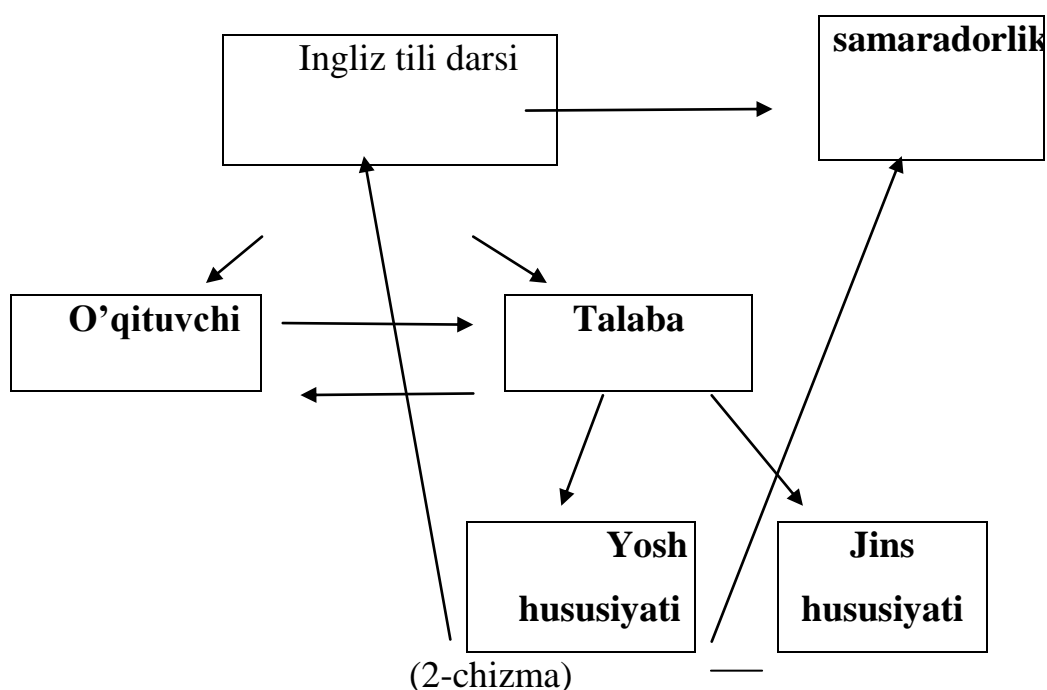 Ingliz tili darsi
samaradorlik
O’qituvchi
Talaba
Yosh
hususiyati
Jins
hususiyati
(2-chizma)